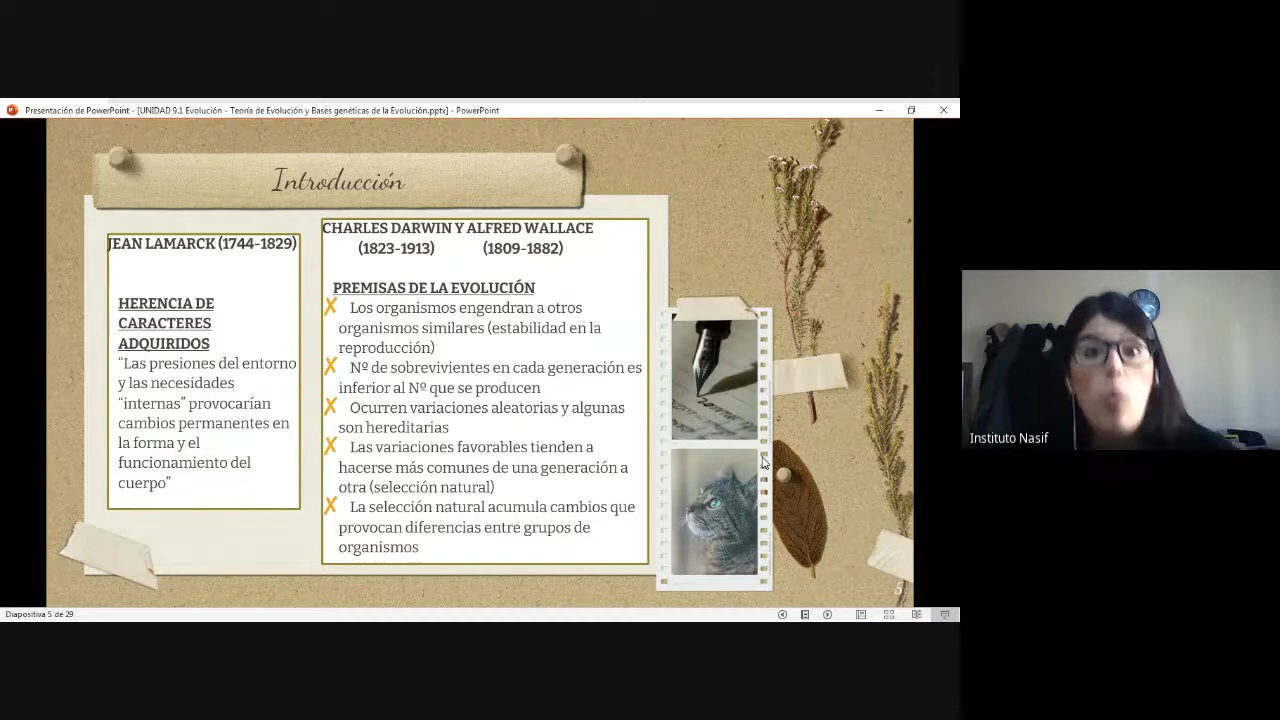 Presentación de PowerPoint - [UNIDAD 9.1 Evolución - Teoría de Evolución y Bases genéticas de la Evolución.pptx] - PowerPoint
Introducción
JEAN LAMARCK (1744-1829)
HERENCIA DE
CARACTERES
ADQUIRIDOS
“Las presiones del entorno
y las necesidades
“internas” provocarían
cambios permanentes en
la forma y el
funcionamiento del
cuerpo”
CHARLES DARWIN Y ALFRED WALLACE
(1823-1913) (1809-1882)
PREMISAS DE LA EVOLUCIÓN
✗ Los organismos engendran a otros
organismos similares (estabilidad en la
reproducción)
✗ Nº de sobrevivientes en cada generación es
inferior al Nº que se producen
✗ Ocurren variaciones aleatorias y algunas
son hereditarias
✗ Las variaciones favorables tienden a
hacerse más comunes de una generación a
otra (selección natural)
✗ La selección natural acumula cambios que
provocan diferencias entre grupos de
organismos
5
Diapositiva 5 de 29
Instituto Nasif